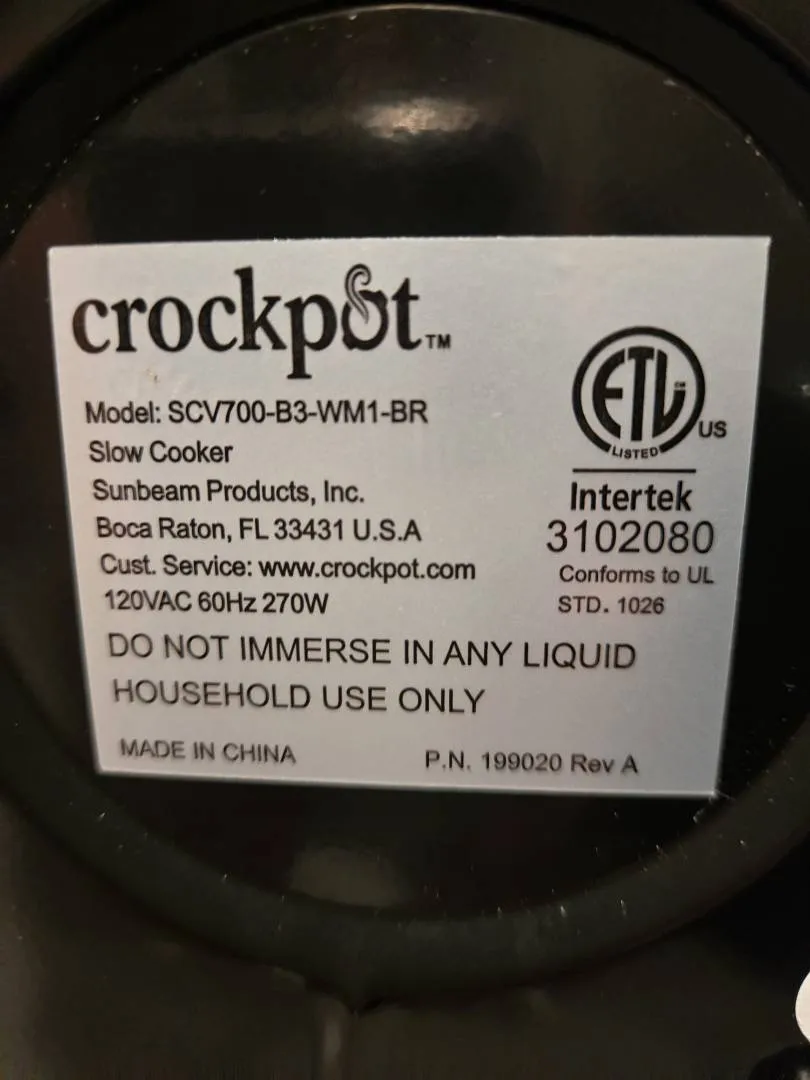 crockpot™
Model: SCV700-B3-WM1-BR
Slow Cooker
Sunbeam Products, Inc.
Boca Raton, FL 33431 U.S.A
Cust. Service: www.crockpot.com
120VAC 60Hz 270W
DO NOT IMMERSE IN ANY LIQUID
HOUSEHOLD USE ONLY
MADE IN CHINA
P.N. 199020 Rev A
ETL
US
LISTED
Intertek
3102080
Conforms to UL
STD. 1026